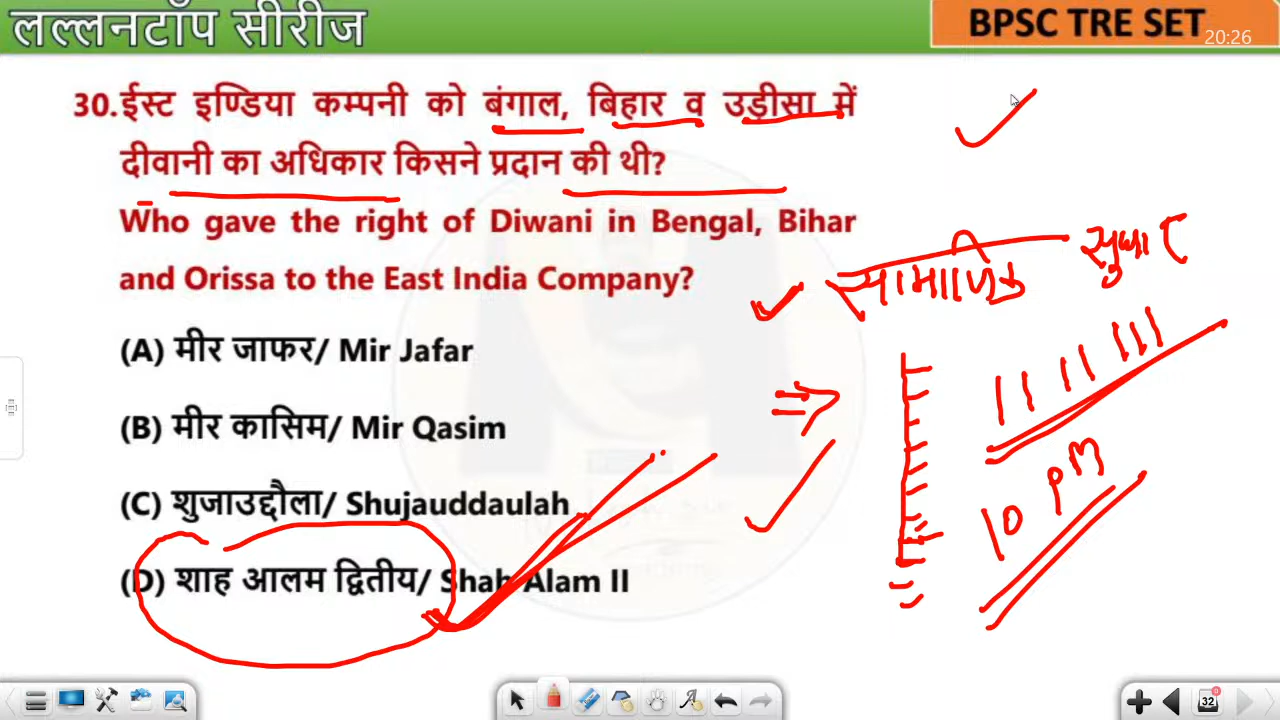 लल्लनटॉप सीरीज
BPSC TRE SET
20:26
30.ईस्ट इण्डिया कम्पनी को बंगाल, बिहार व उड़ीसा में
दीवानी का अधिकार किसने प्रदान की थी?
Who gave the right of Diwani in Bengal, Bihar
and Orissa to the East India Company?
(A) मीर जाफर/ Mir Jafar
(B) मीर कासिम/ Mir Qasim
(C) शुजाउद्दौला/ Shujauddaulah
(D) शाह आलम द्वितीय/ Shah Alam II
सामाजिक सुधार
10 PM
32